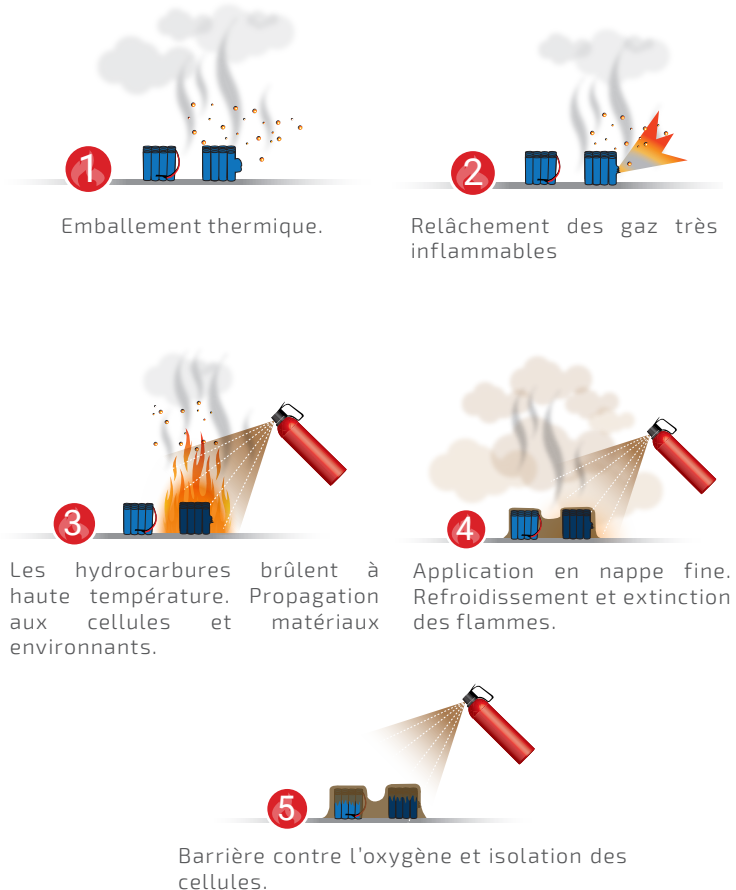 1
Emballement thermique.
2
Relâchement des gaz très
inflammables
3
Les hydrocarbures brûlent à
haute température. Propagation
aux cellules et matériaux
environnants.
4
Application en nappe fine.
Refroidissement et extinction
des flammes.
5
Barrière contre l'oxygène et isolation des
cellules.